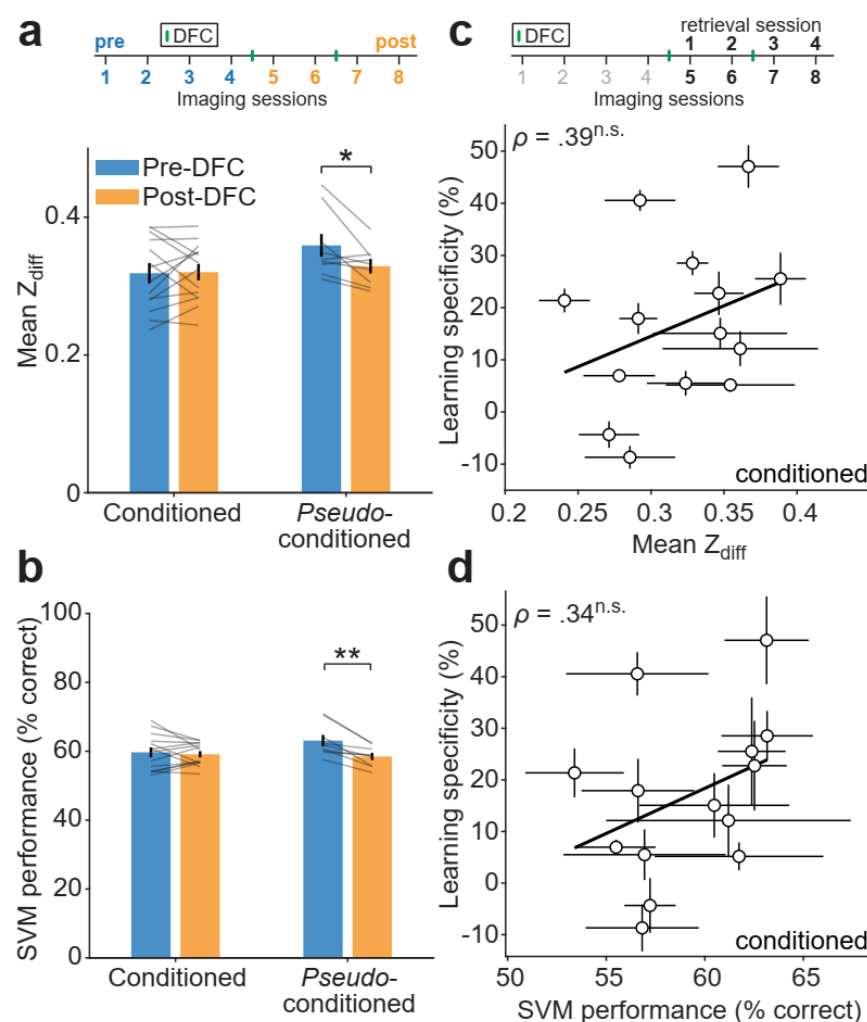 a
DFC
pre
post
1 2 3 4 5 6 7 8
Imaging sessions
Pre-DFC
Post-DFC
*
Mean Zdiff
0.4
0.2
0
Conditioned
Pseudo-
conditioned
b
SVM performance (% correct)
100
80
60
40
20
0
**
Conditioned
Pseudo-
conditioned
c
DFC
retrieval session
1 2 3 4
1 2 3 4 5 6 7 8
Imaging sessions
ρ = .39n.s.
Learning specificity (%)
50
40
30
20
10
0
-10
conditioned
0.2 0.25 0.3 0.35 0.4
Mean Zdiff
d
ρ = .34n.s.
Learning specificity (%)
50
40
30
20
10
0
-10
conditioned
50 55 60 65
SVM performance (% correct)